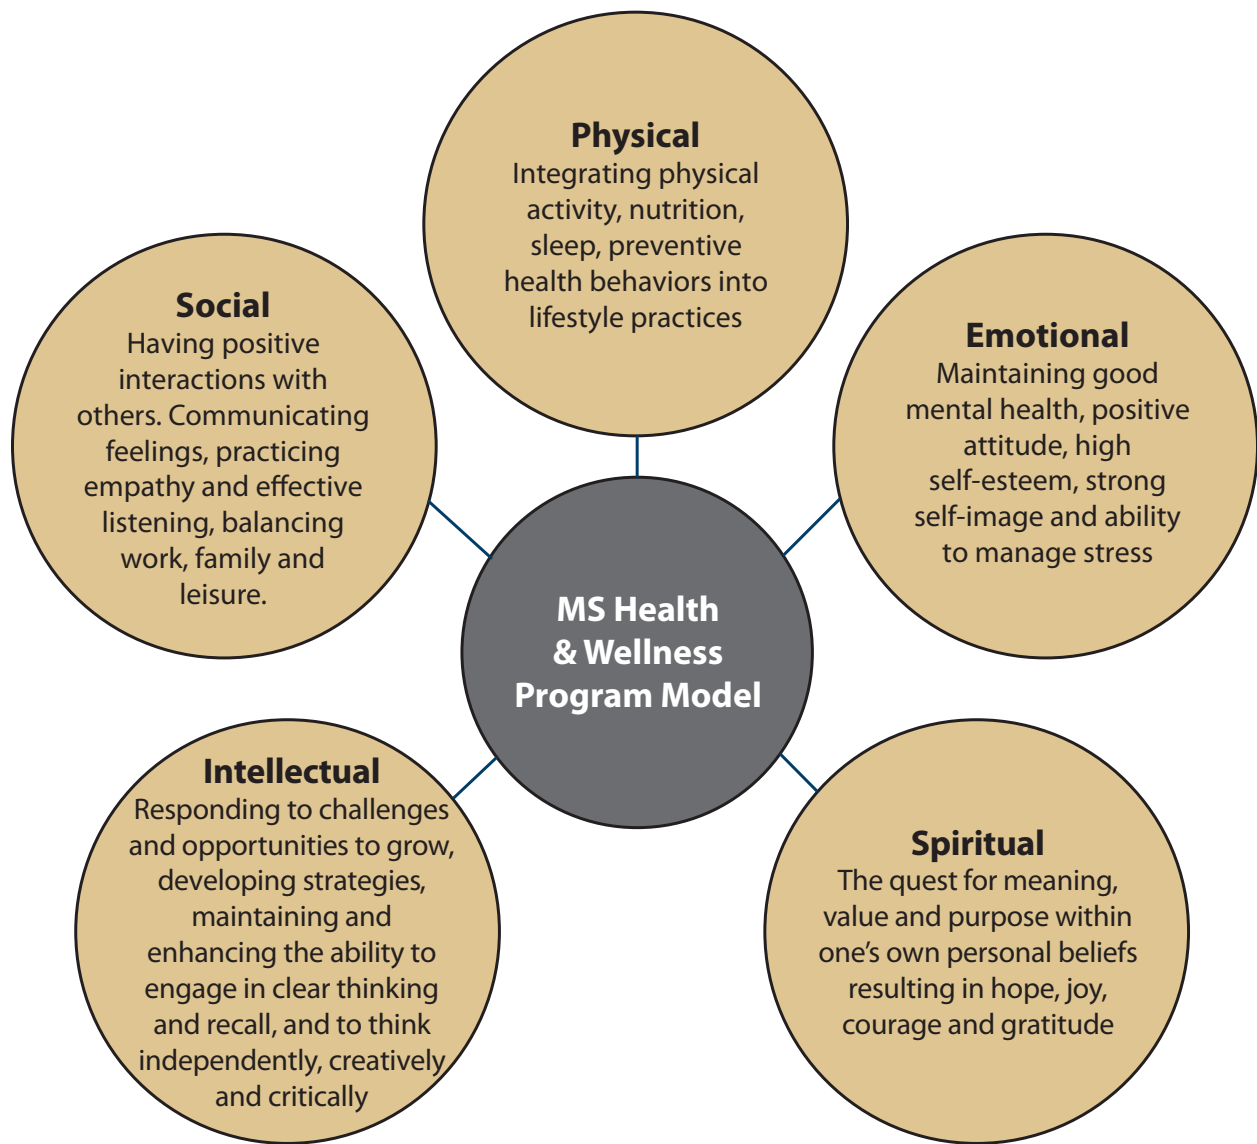 Physical
Integrating physical
activity, nutrition,
sleep, preventive
health behaviors into
lifestyle practices
Social
Having positive
interactions with
others. Communicating
feelings, practicing
empathy and effective
listening, balancing
work, family and
leisure.
Emotional
Maintaining good
mental health, positive
attitude, high
self-esteem, strong
self-image and ability
to manage stress
MS Health
& Wellness
Program Model
Intellectual
Responding to challenges
and opportunities to grow,
developing strategies,
maintaining and
enhancing the ability to
engage in clear thinking
and recall, and to think
independently, creatively
and critically
Spiritual
The quest for meaning,
value and purpose within
one’s own personal beliefs
resulting in hope, joy,
courage and gratitude